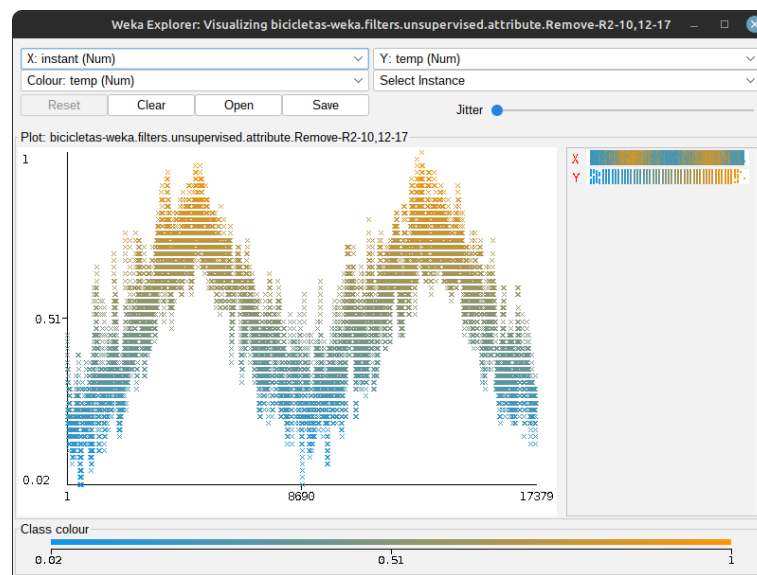 Weka Explorer: Visualizing bicicletas-weka.filters.unsupervised.attribute.Remove-R2-10,12-17
X: instant (Num)
Y: temp (Num)
Colour: temp (Num)
Select Instance
Reset
Clear
Open
Save
Jitter
Plot: bicicletas-weka.filters.unsupervised.attribute.Remove-R2-10,12-17
1
0.51
0.02
1
8690
17379
X
Y
Class colour
0.02
0.51
1